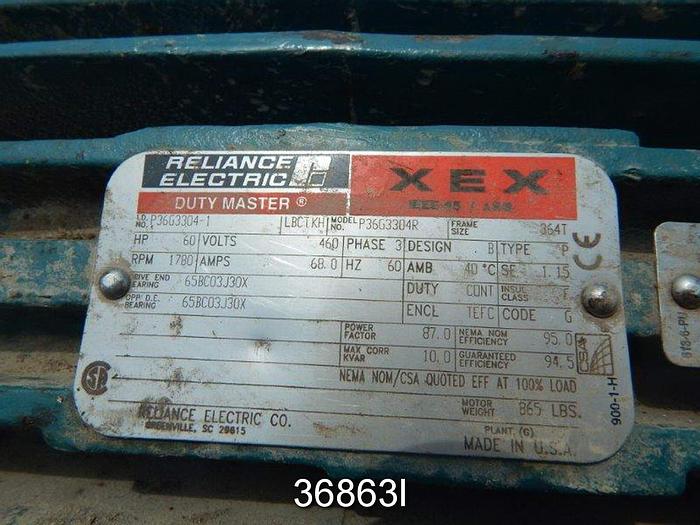 RELIANCE ELECTRIC XEX
DUTY MASTER®
I.D. NO. P36G3304-1 LBCTKH MODEL NO. P36G3304R FRAME SIZE 364T
HP 60 VOLTS 460 PHASE 3 DESIGN B TYPE P
RPM 1780 AMPS 68.0 HZ 60 AMB 40°C SF 1.15
DRIVE END BEARING 65BC03J30X DUTY CONT INSUL CLASS F
OPP D.E. BEARING 65BC03J30X ENCL TEFC CODE G
POWER FACTOR 87.0 NEMA NOM EFFICIENCY 95.0
MAX CORR KVAR 10.0 GUARANTEED EFFICIENCY 94.5
NEMA NOM/CSA QUOTED EFF AT 100% LOAD
MOTOR WEIGHT 865 LBS.
RELIANCE ELECTRIC CO.
GREENVILLE, SC 29615
PLANT. (G)
MADE IN U.S.A.
CE
900-1-H
36863I